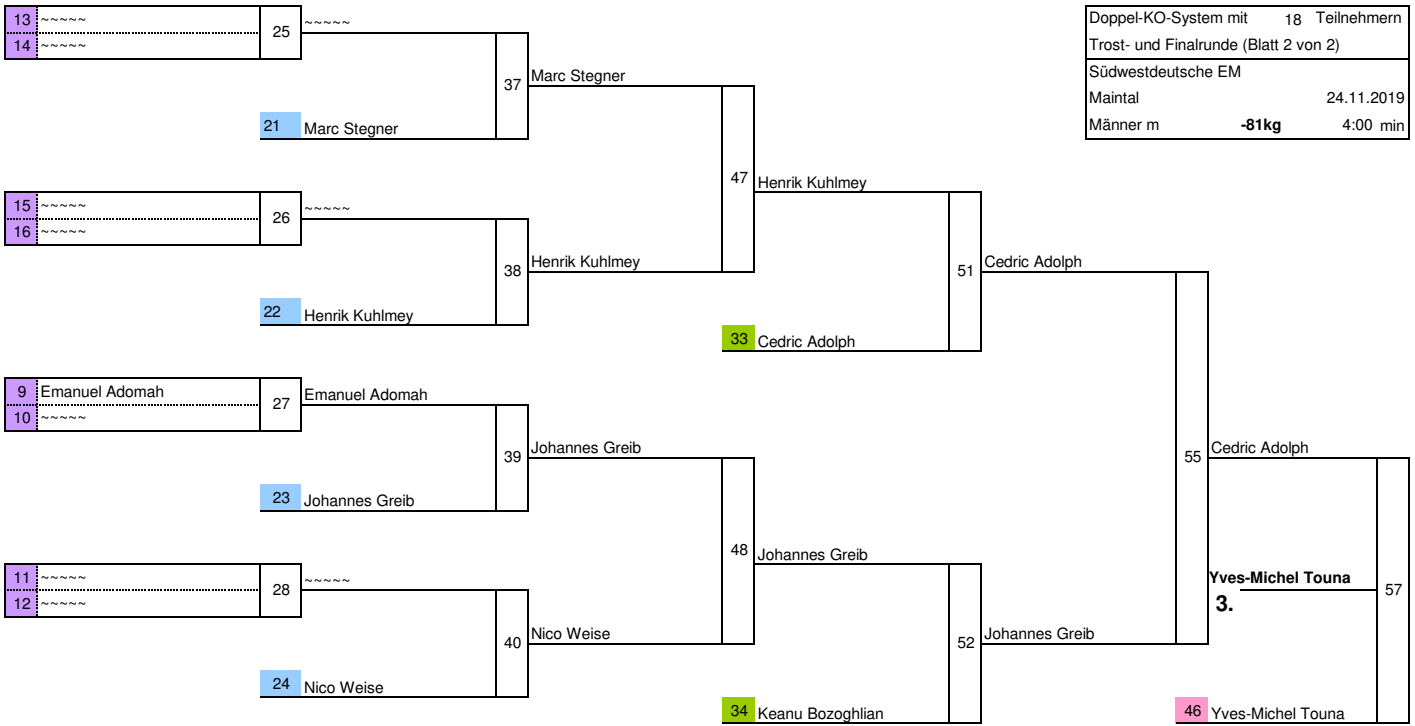 Doppel-KO-System mit 18 Teilnehmern
Trost- und Finalrunde (Blatt 2 von 2)
Südwestdeutsche EM
Maintal 24.11.2019
Männer m -81kg 4:00 min
13 ~~~~~
14 ~~~~~
25 ~~~~~
21 Marc Stegner
37 Marc Stegner
15 ~~~~~
16 ~~~~~
26 ~~~~~
22 Henrik Kuhlmey
38 Henrik Kuhlmey
47 Henrik Kuhlmey
33 Cedric Adolph
51 Cedric Adolph
9 Emanuel Adomah
10 ~~~~~
27 Emanuel Adomah
23 Johannes Greib
39 Johannes Greib
11 ~~~~~
12 ~~~~~
28 ~~~~~
24 Nico Weise
40 Nico Weise
48 Johannes Greib
34 Keanu Bozoghlian
52 Johannes Greib
55 Cedric Adolph
46 Yves-Michel Touna
57
Yves-Michel Touna
3.